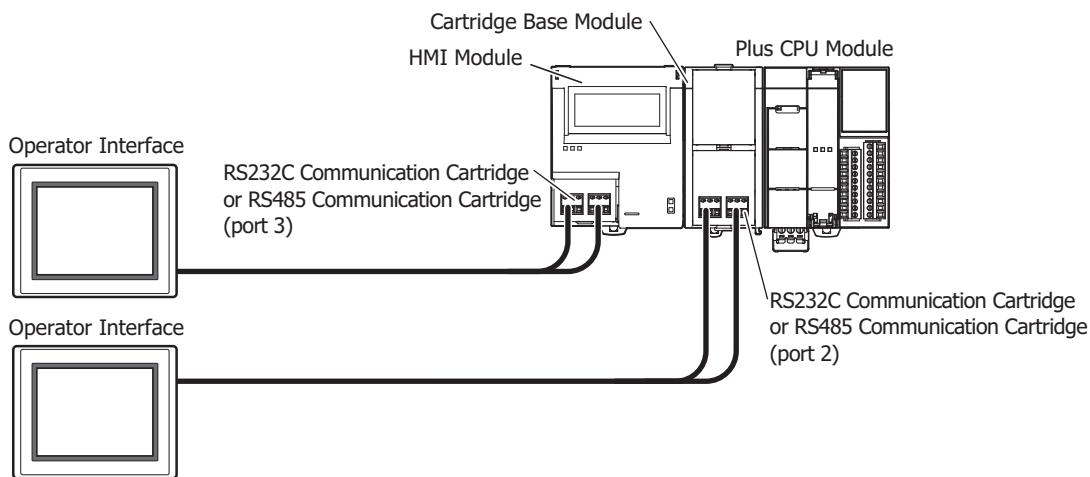 Cartridge Base Module
HMI Module
Plus CPU Module
Operator Interface
RS232C Communication Cartridge
or RS485 Communication Cartridge
(port 3)
RS232C Communication Cartridge
or RS485 Communication Cartridge
(port 2)
Operator Interface